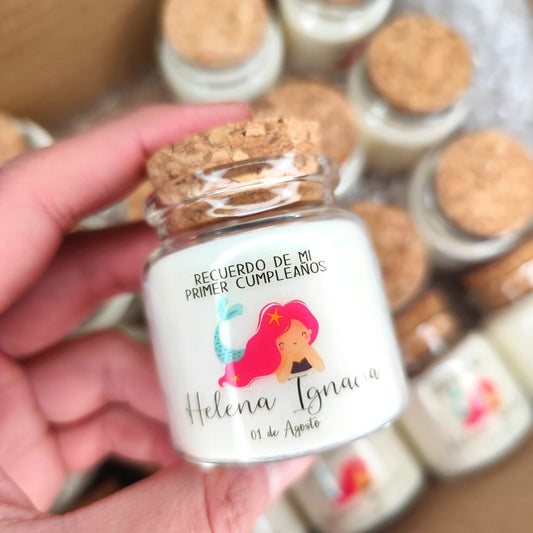 RECUERDO DE MI
PRIMER CUMPLEAÑOS
Helena Ignacia
01 de Agosto